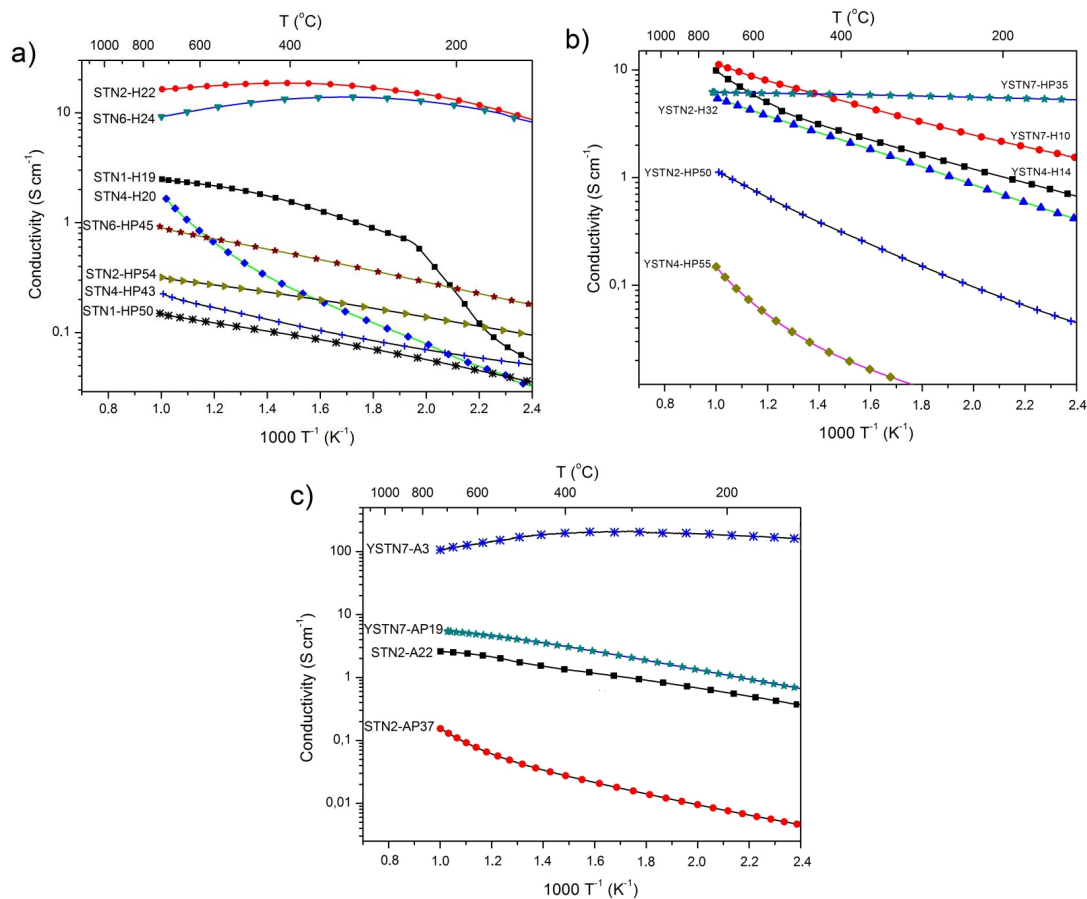 a)
T (°C)
1000 800 600 400 200
STN2-H22
STN6-H24
STN1-H19
STN4-H20
STN6-HP45
STN2-HP54
STN4-HP43
STN1-HP50
Conductivity (S cm⁻¹)
10
1
0.1
0.8 1.0 1.2 1.4 1.6 1.8 2.0 2.2 2.4
1000 T⁻¹ (K⁻¹)
b)
T (°C)
1000 800 600 400 200
YSTN7-HP35
YSTN2-H32
YSTN7-H10
YSTN4-H14
YSTN2-HP50
YSTN4-HP55
Conductivity (S cm⁻¹)
10
1
0,1
0.8 1.0 1.2 1.4 1.6 1.8 2.0 2.2 2.4
1000 T⁻¹ (K⁻¹)
c)
T (°C)
1000 800 600 400 200
YSTN7-A3
YSTN7-AP19
STN2-A22
STN2-AP37
Conductivity (S cm⁻¹)
100
10
1
0,1
0,01
0.8 1.0 1.2 1.4 1.6 1.8 2.0 2.2 2.4
1000 T⁻¹ (K⁻¹)